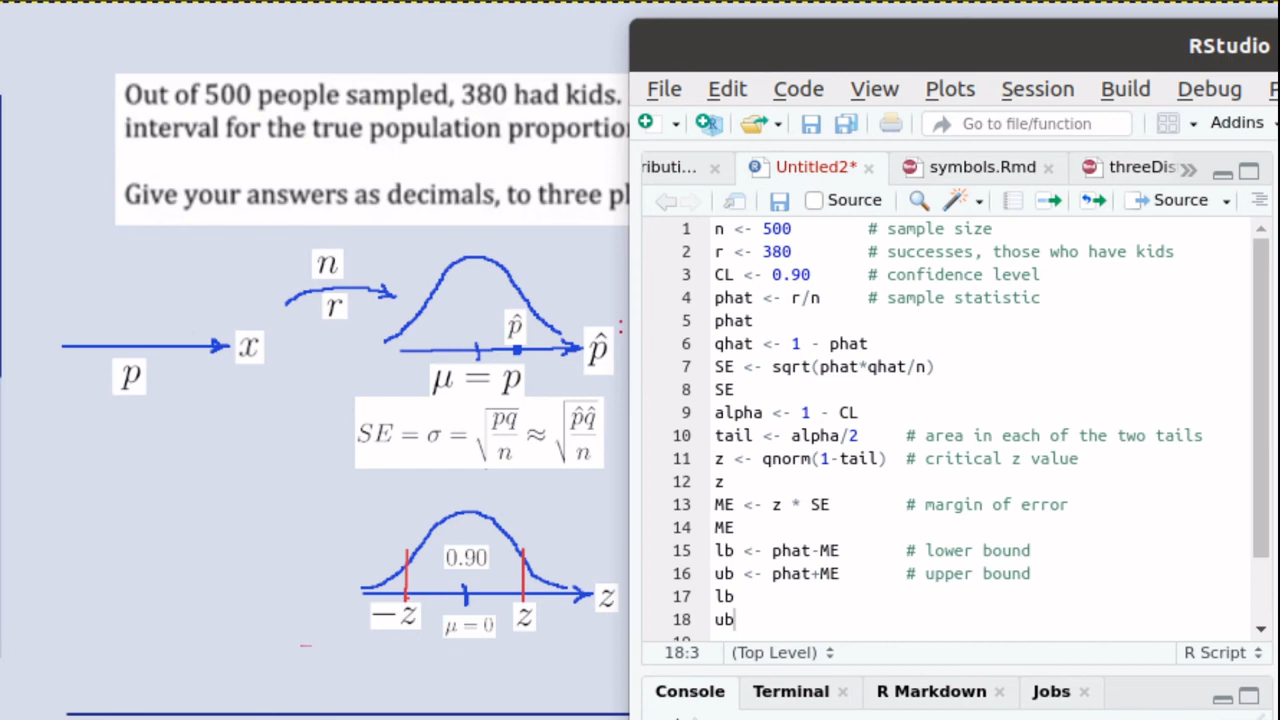 Out of 500 people sampled, 380 had kids.
interval for the true population proportio
Give your answers as decimals, to three pl
n
r
x
p
p̂
p̂
μ = p
SE = σ = √(pq/n) ≈ √(p̂q̂/n)
0.90
−z
μ = 0
z
z
:
RStudio
File Edit Code View Plots Session Build Debug P
Go to file/function Addins
ributi... Untitled2* symbols.Rmd threeDis
Source Source
1 n <- 500 # sample size
2 r <- 380 # successes, those who have kids
3 CL <- 0.90 # confidence level
4 phat <- r/n # sample statistic
5 phat
6 qhat <- 1 - phat
7 SE <- sqrt(phat*qhat/n)
8 SE
9 alpha <- 1 - CL
10 tail <- alpha/2 # area in each of the two tails
11 z <- qnorm(1-tail) # critical z value
12 z
13 ME <- z * SE # margin of error
14 ME
15 lb <- phat-ME # lower bound
16 ub <- phat+ME # upper bound
17 lb
18 ub
18:3 (Top Level) R Script
Console Terminal R Markdown Jobs